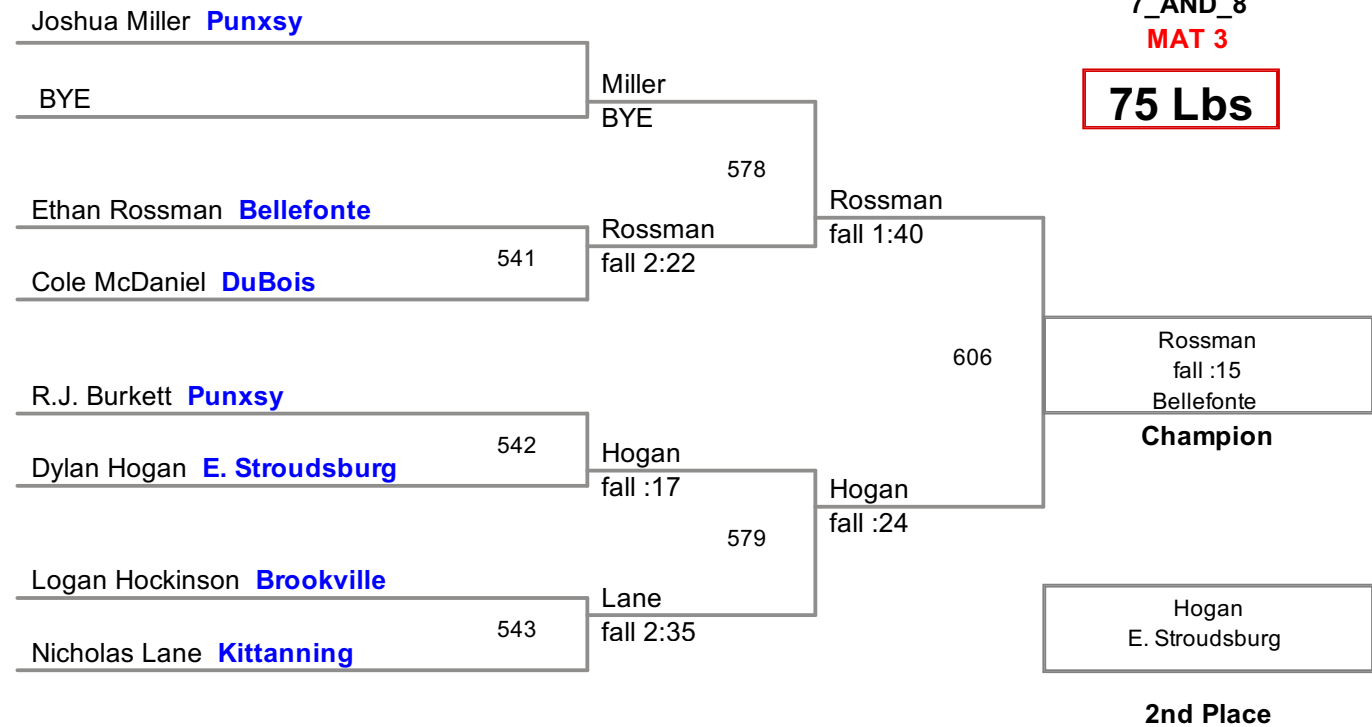 7_AND_8
MAT 3
75 Lbs
Joshua Miller Punxsy
BYE
Miller
BYE
578
Ethan Rossman Bellefonte
541
Cole McDaniel DuBois
Rossman
fall 2:22
Rossman
fall 1:40
606
R.J. Burkett Punxsy
542
Dylan Hogan E. Stroudsburg
Hogan
fall :17
579
Logan Hockinson Brookville
543
Nicholas Lane Kittanning
Lane
fall 2:35
Hogan
fall :24
Rossman
fall :15
Bellefonte
Champion
Hogan
E. Stroudsburg
2nd Place